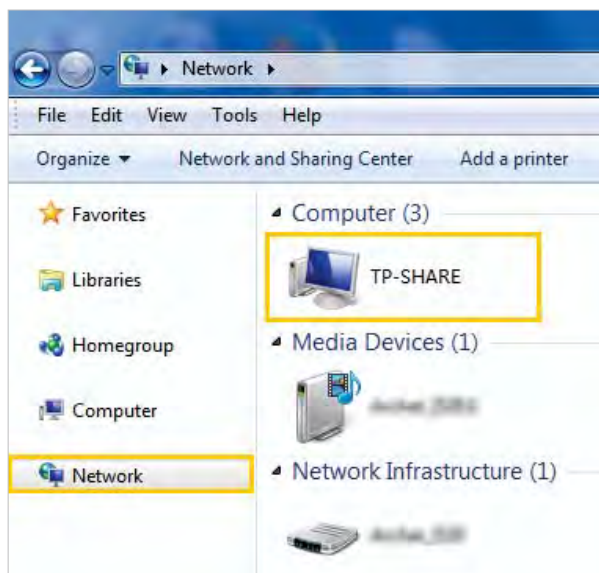 Network
File Edit View Tools Help
Organize Network and Sharing Center Add a printer
Favorites
Libraries
Homegroup
Computer
Network
Computer (3)
TP-SHARE
Media Devices (1)
Network Infrastructure (1)